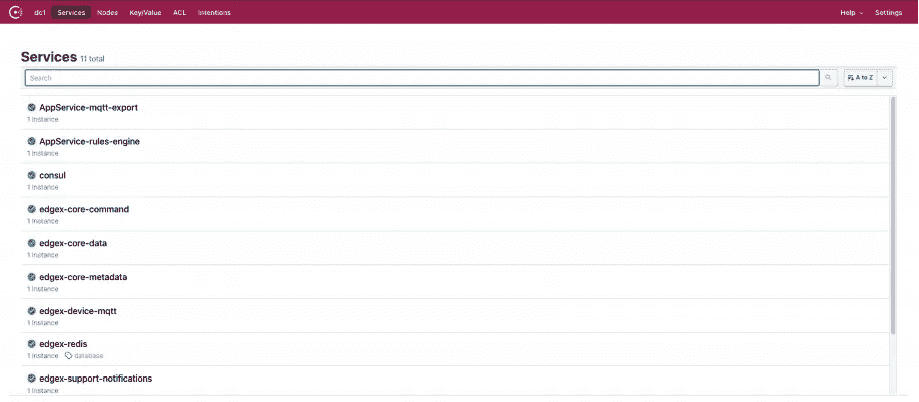 dc1 Services Nodes Key/Value ACL Intentions Help Settings
Services 11 total
Search A to Z
AppService-mqtt-export
1 Instance
AppService-rules-engine
1 Instance
consul
1 Instance
edgex-core-command
1 Instance
edgex-core-data
1 Instance
edgex-core-metadata
1 Instance
edgex-device-mqtt
1 Instance
edgex-redis
1 Instance database
edgex-support-notifications
1 Instance